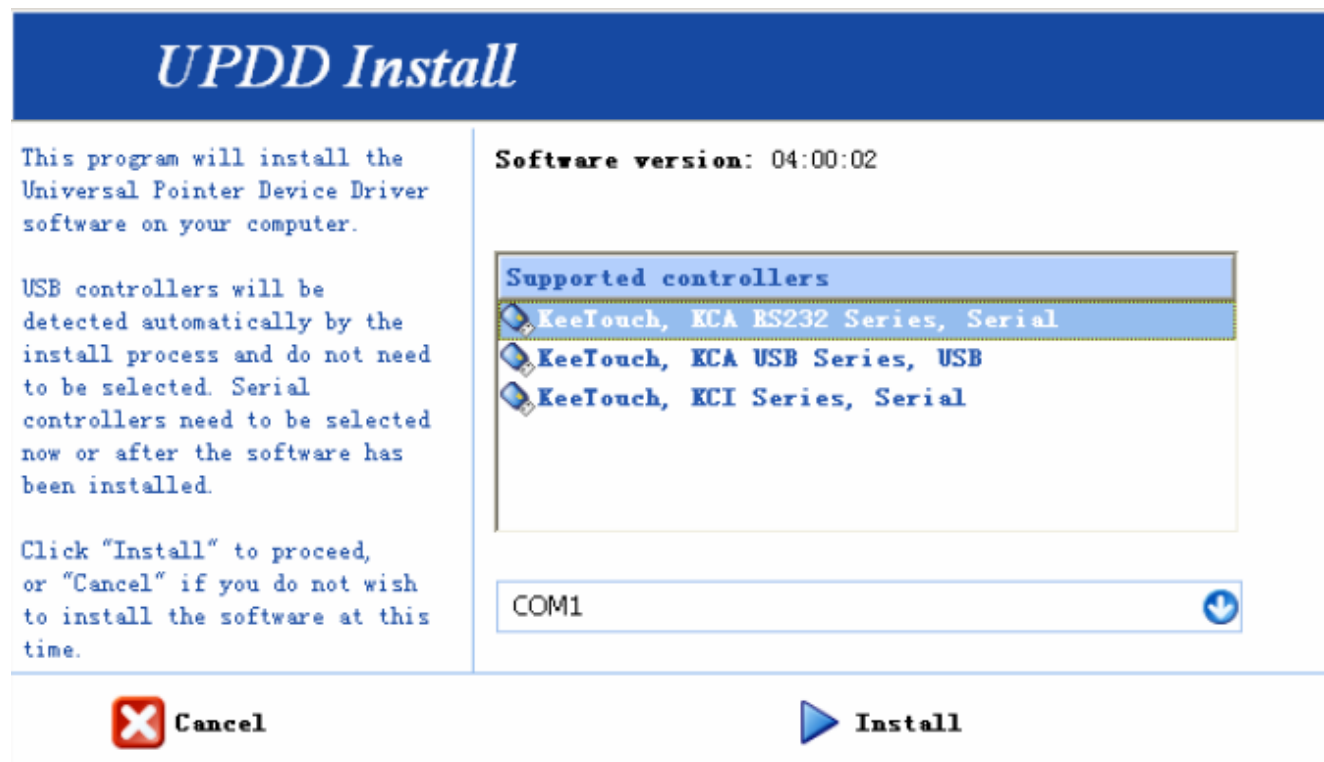 UPDD Install
This program will install the
Universal Pointer Device Driver
software on your computer.
USB controllers will be
detected automatically by the
install process and do not need
to be selected. Serial
controllers need to be selected
now or after the software has
been installed.
Click "Install" to proceed,
or "Cancel" if you do not wish
to install the software at this
time.
Software version: 04:00:02
Supported controllers
KeeTouch, KCA RS232 Series, Serial
KeeTouch, KCA USB Series, USB
KeeTouch, KCI Series, Serial
COM1
Cancel
Install